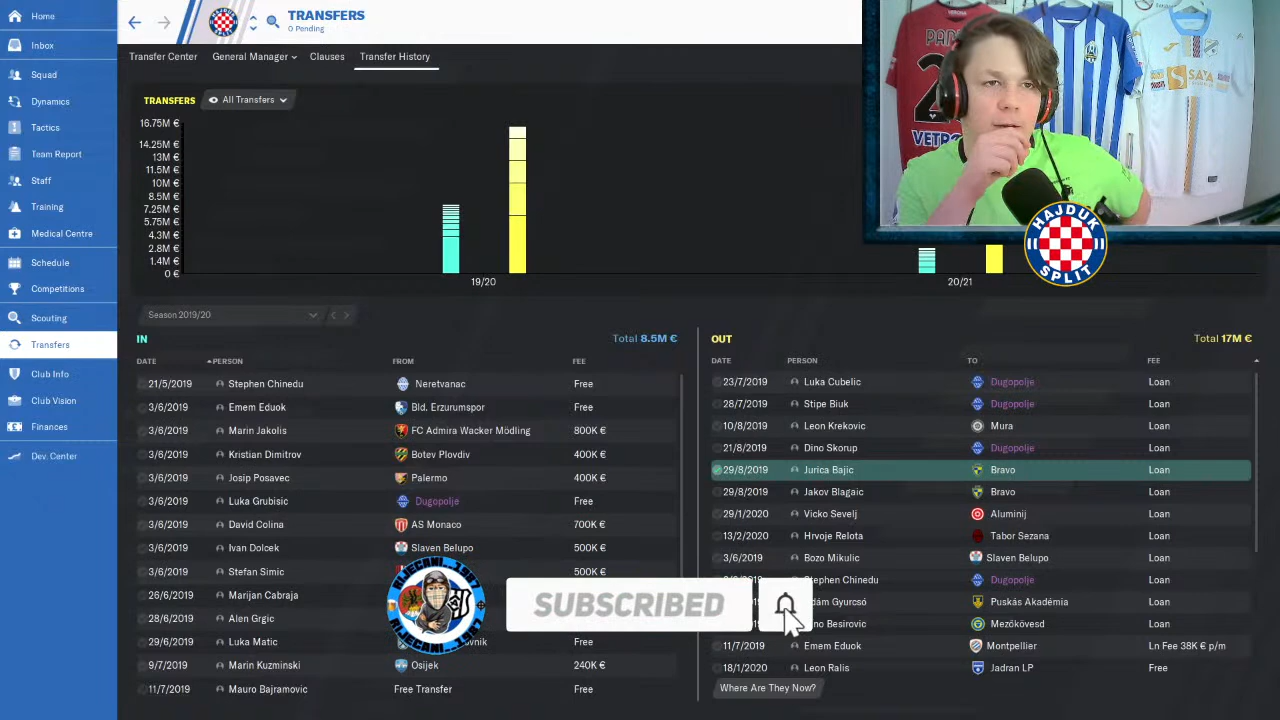 Home
Inbox
Squad
Dynamics
Tactics
Team Report
Staff
Training
Medical Centre
Schedule
Competitions
Scouting
Transfers
Club Info
Club Vision
Finances
Dev. Center
TRANSFERS
0 Pending
Transfer Center General Manager Clauses Transfer History
TRANSFERS All Transfers
16.75M €
14.25M €
13M €
11.5M €
10M €
8.5M €
7.25M €
5.75M €
4.3M €
2.8M €
1.4M €
0 €
19/20 20/21
HAJDUK
SPLIT
Season 2019/20
IN Total 8.5M €
DATE PERSON FROM FEE
21/5/2019 Stephen Chinedu Neretvanac Free
3/6/2019 Emem Eduok Bld. Erzurumspor Free
3/6/2019 Marin Jakolis FC Admira Wacker Mödling 800K €
3/6/2019 Kristian Dimitrov Botev Plovdiv 400K €
3/6/2019 Josip Posavec Palermo 400K €
3/6/2019 Luka Grubisic Dugopolje Free
3/6/2019 David Colina AS Monaco 700K €
3/6/2019 Ivan Dolcek Slaven Belupo 500K €
3/6/2019 Stefan Simic 500K €
26/6/2019 Marijan Cabraja
28/6/2019 Alen Grgic
29/6/2019 Luka Matic Free
9/7/2019 Marin Kuzminski Osijek 240K €
11/7/2019 Mauro Bajramovic Free Transfer Free
OUT Total 17M €
DATE PERSON TO FEE
23/7/2019 Luka Cubelic Dugopolje Loan
28/7/2019 Stipe Biuk Dugopolje Loan
10/8/2019 Leon Krekovic Mura Loan
21/8/2019 Dino Skorup Dugopolje Loan
29/8/2019 Jurica Bajic Bravo Loan
29/8/2019 Jakov Blagaic Bravo Loan
29/1/2020 Vicko Sevelj Aluminij Loan
13/2/2020 Hrvoje Relota Tabor Sezana Loan
3/6/2019 Bozo Mikulic Slaven Belupo Loan
Stephen Chinedu Dugopolje Loan
Gyurcsó Puskás Akadémia Loan
Besirovic Mezőkövesd Loan
11/7/2019 Emem Eduok Montpellier Ln Fee 38K € p/m
18/1/2020 Leon Ralis Jadran LP Free
Where Are They Now?
SUBSCRIBED